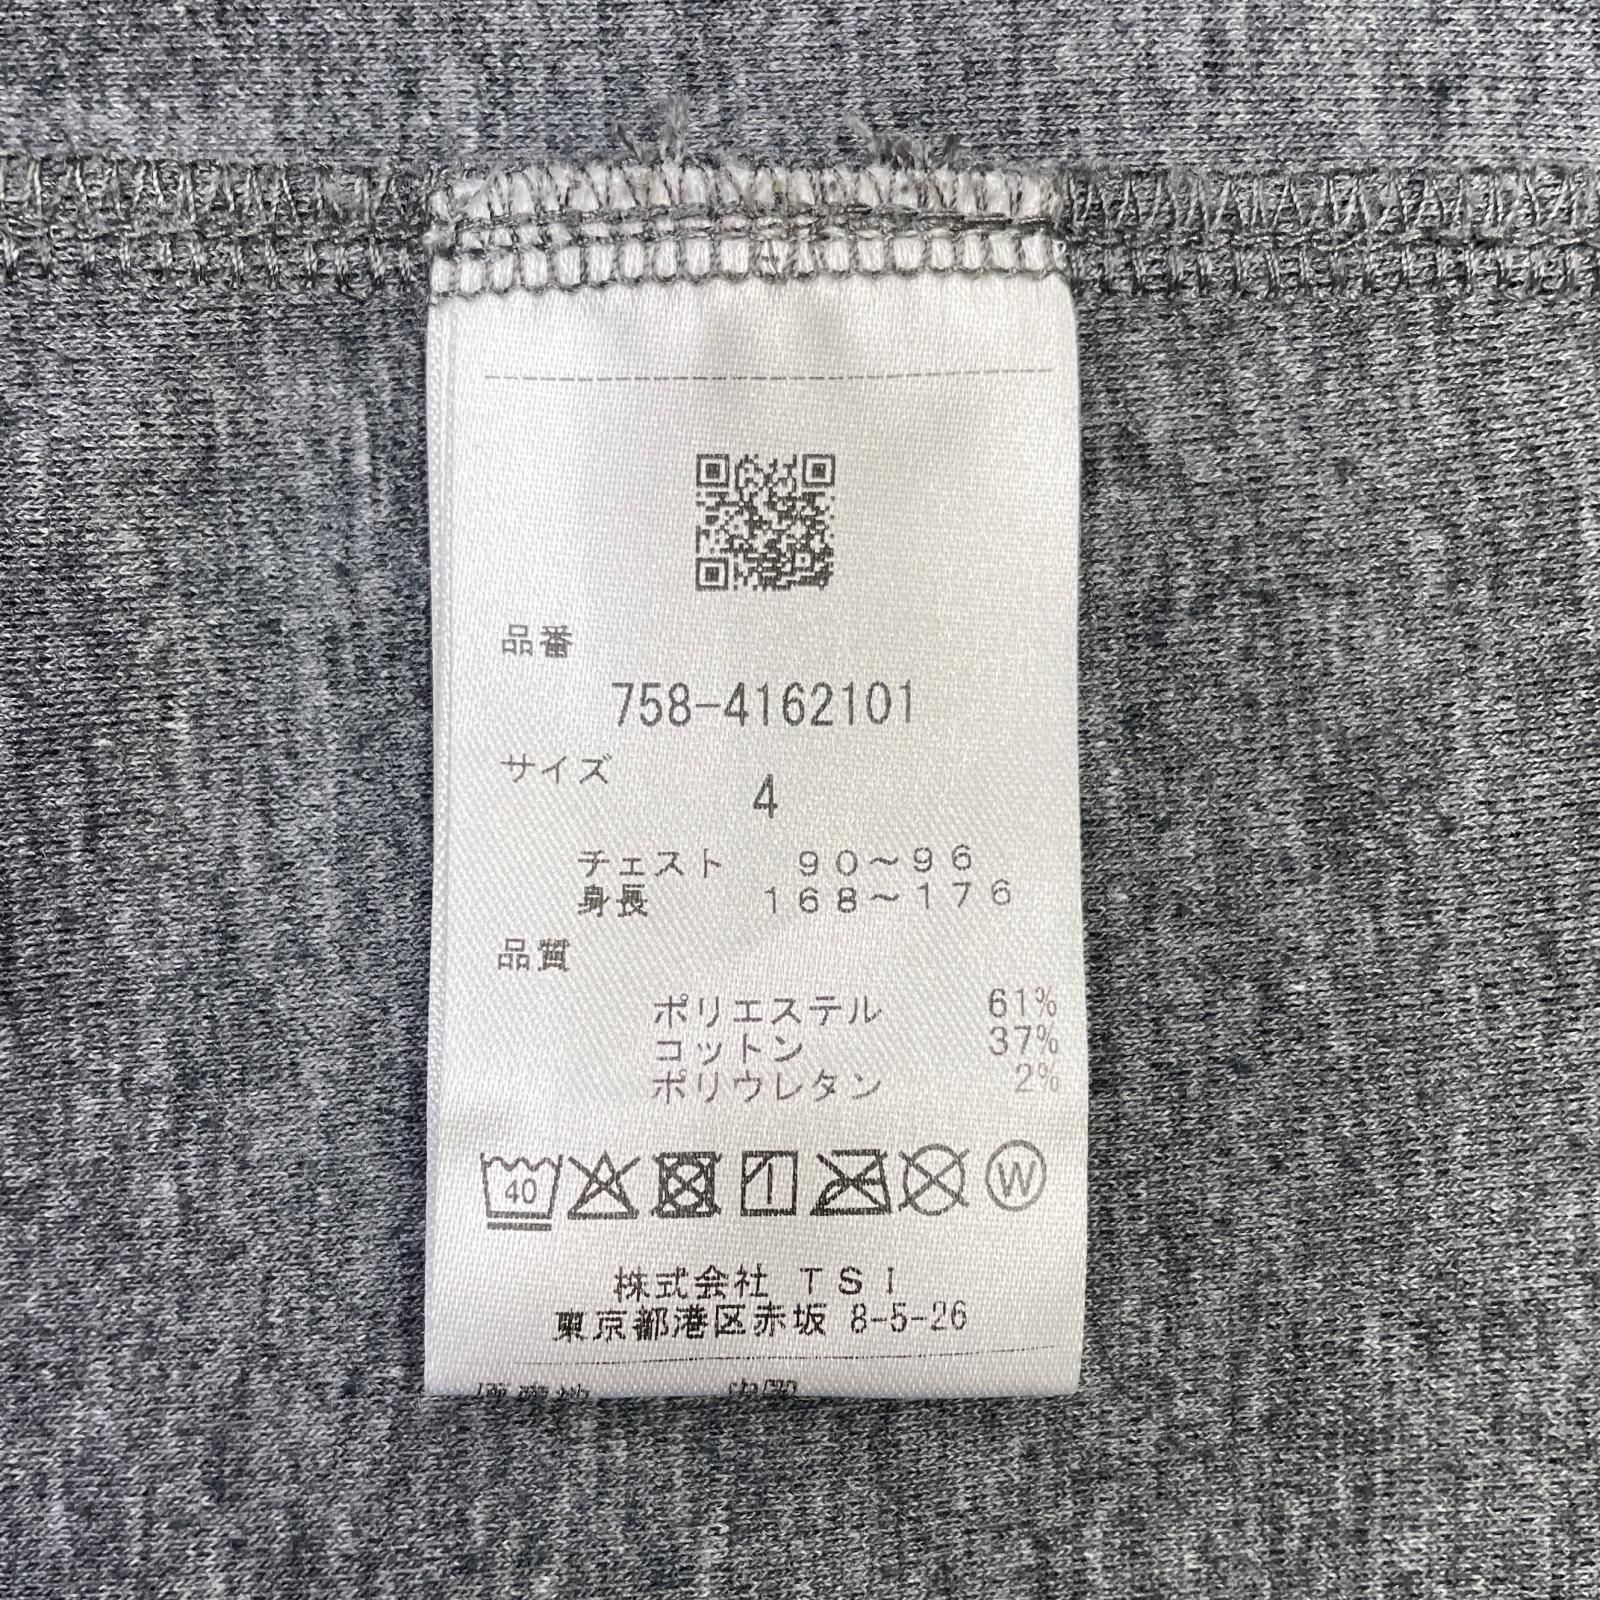 品番
758-4162101
サイズ
4
チェスト 90~96
身長 168~176
品質
ポリエステル 61%
コットン 37%
ポリウレタン 2%
40 W
株式会社 TSI
東京都港区赤坂 8-5-26